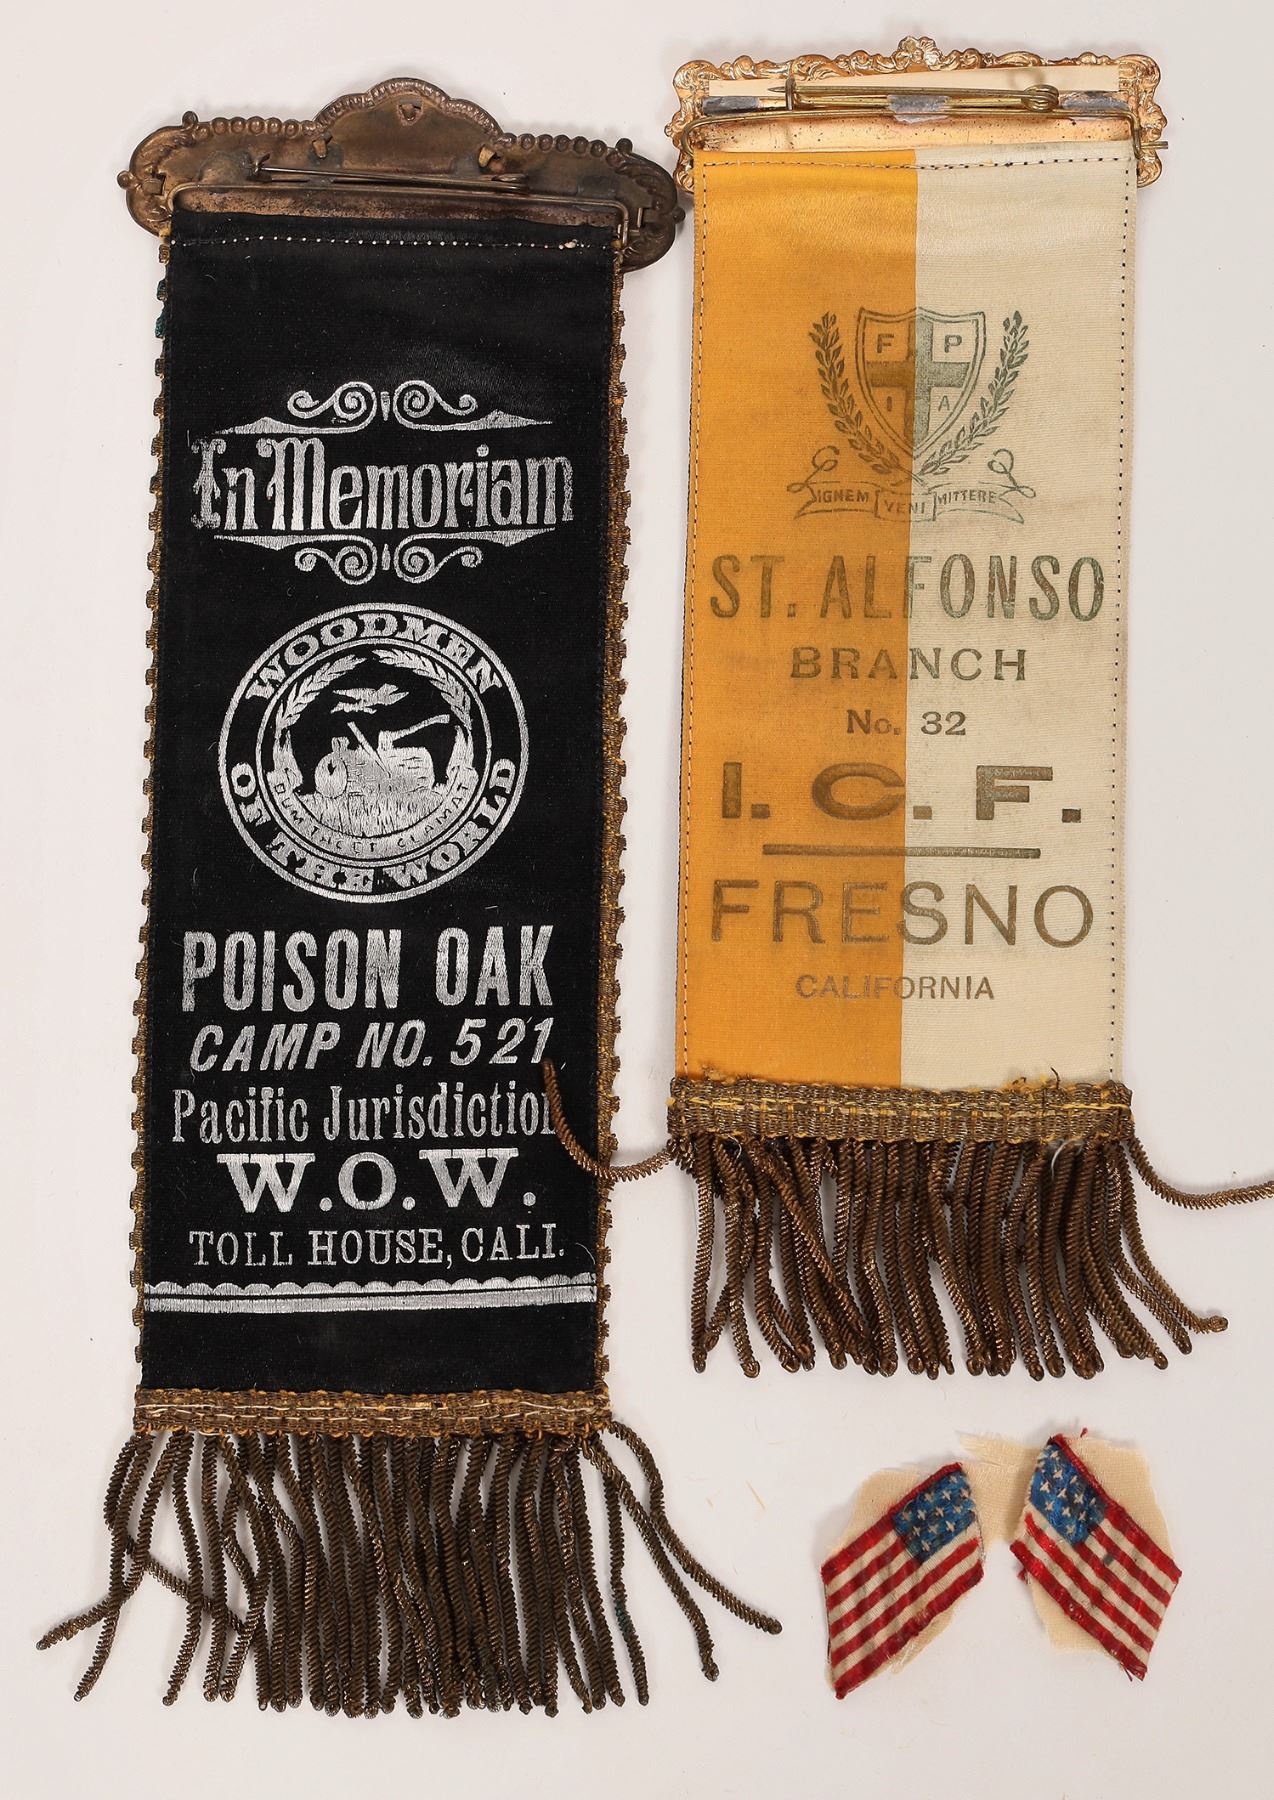 In Memoriam
WOODMEN
OF THE WORLD
DUM TACET CLAMAT
POISON OAK
CAMP NO. 521
Pacific Jurisdiction
W.O.W.
TOLL HOUSE, CALI.
F P
I A
IGNEM VENI MITTERE
ST. ALFONSO
BRANCH
No. 32
I. C. F.
FRESNO
CALIFORNIA